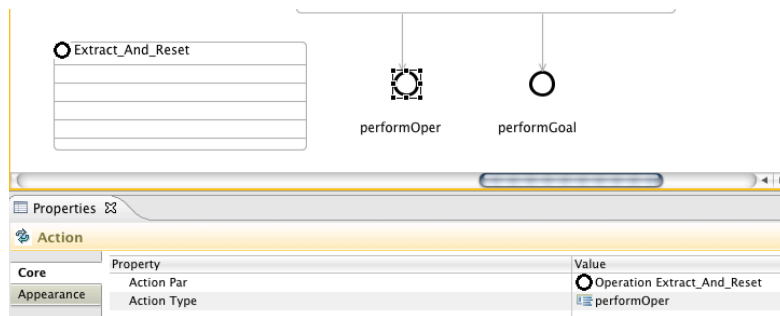 Extract_And_Reset
performOper performGoal
Properties
Action
Property Value
Core
Action Par Operation Extract_And_Reset
Appearance
Action Type performOper